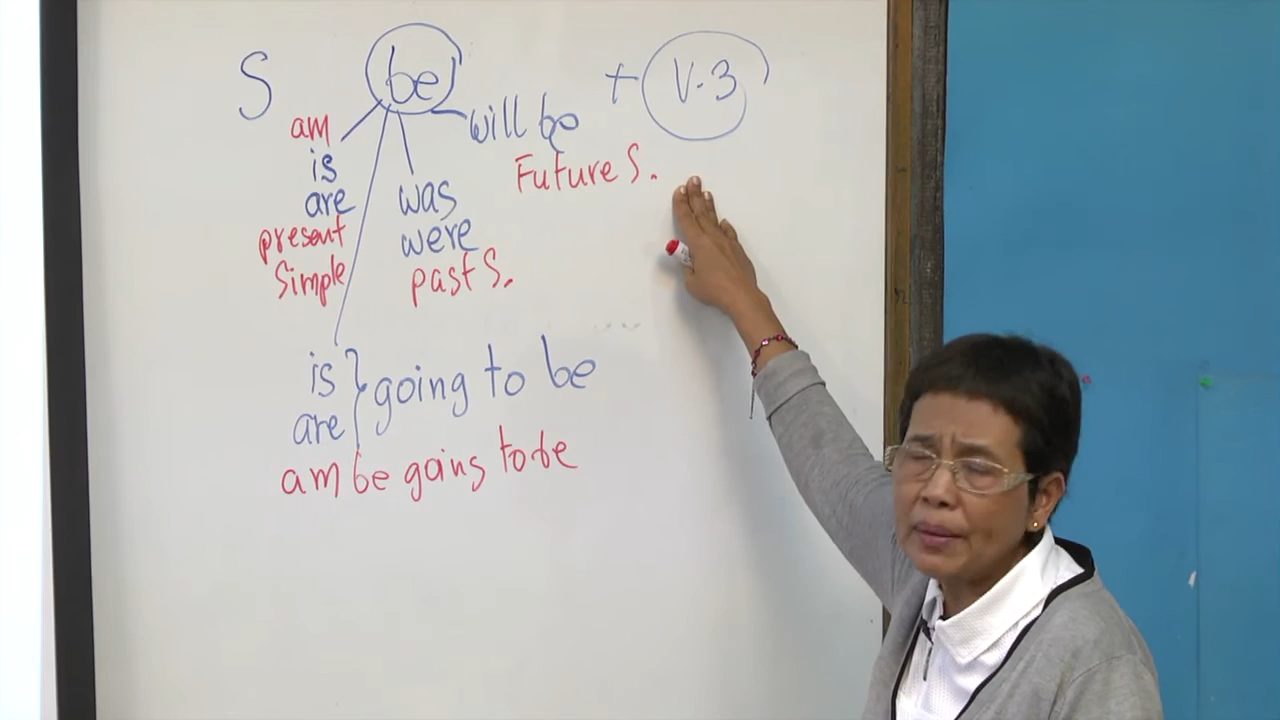 S be + V-3
am will be
is Future S.
are was
present were
Simple past S.
is } going to be
are
am be going to be